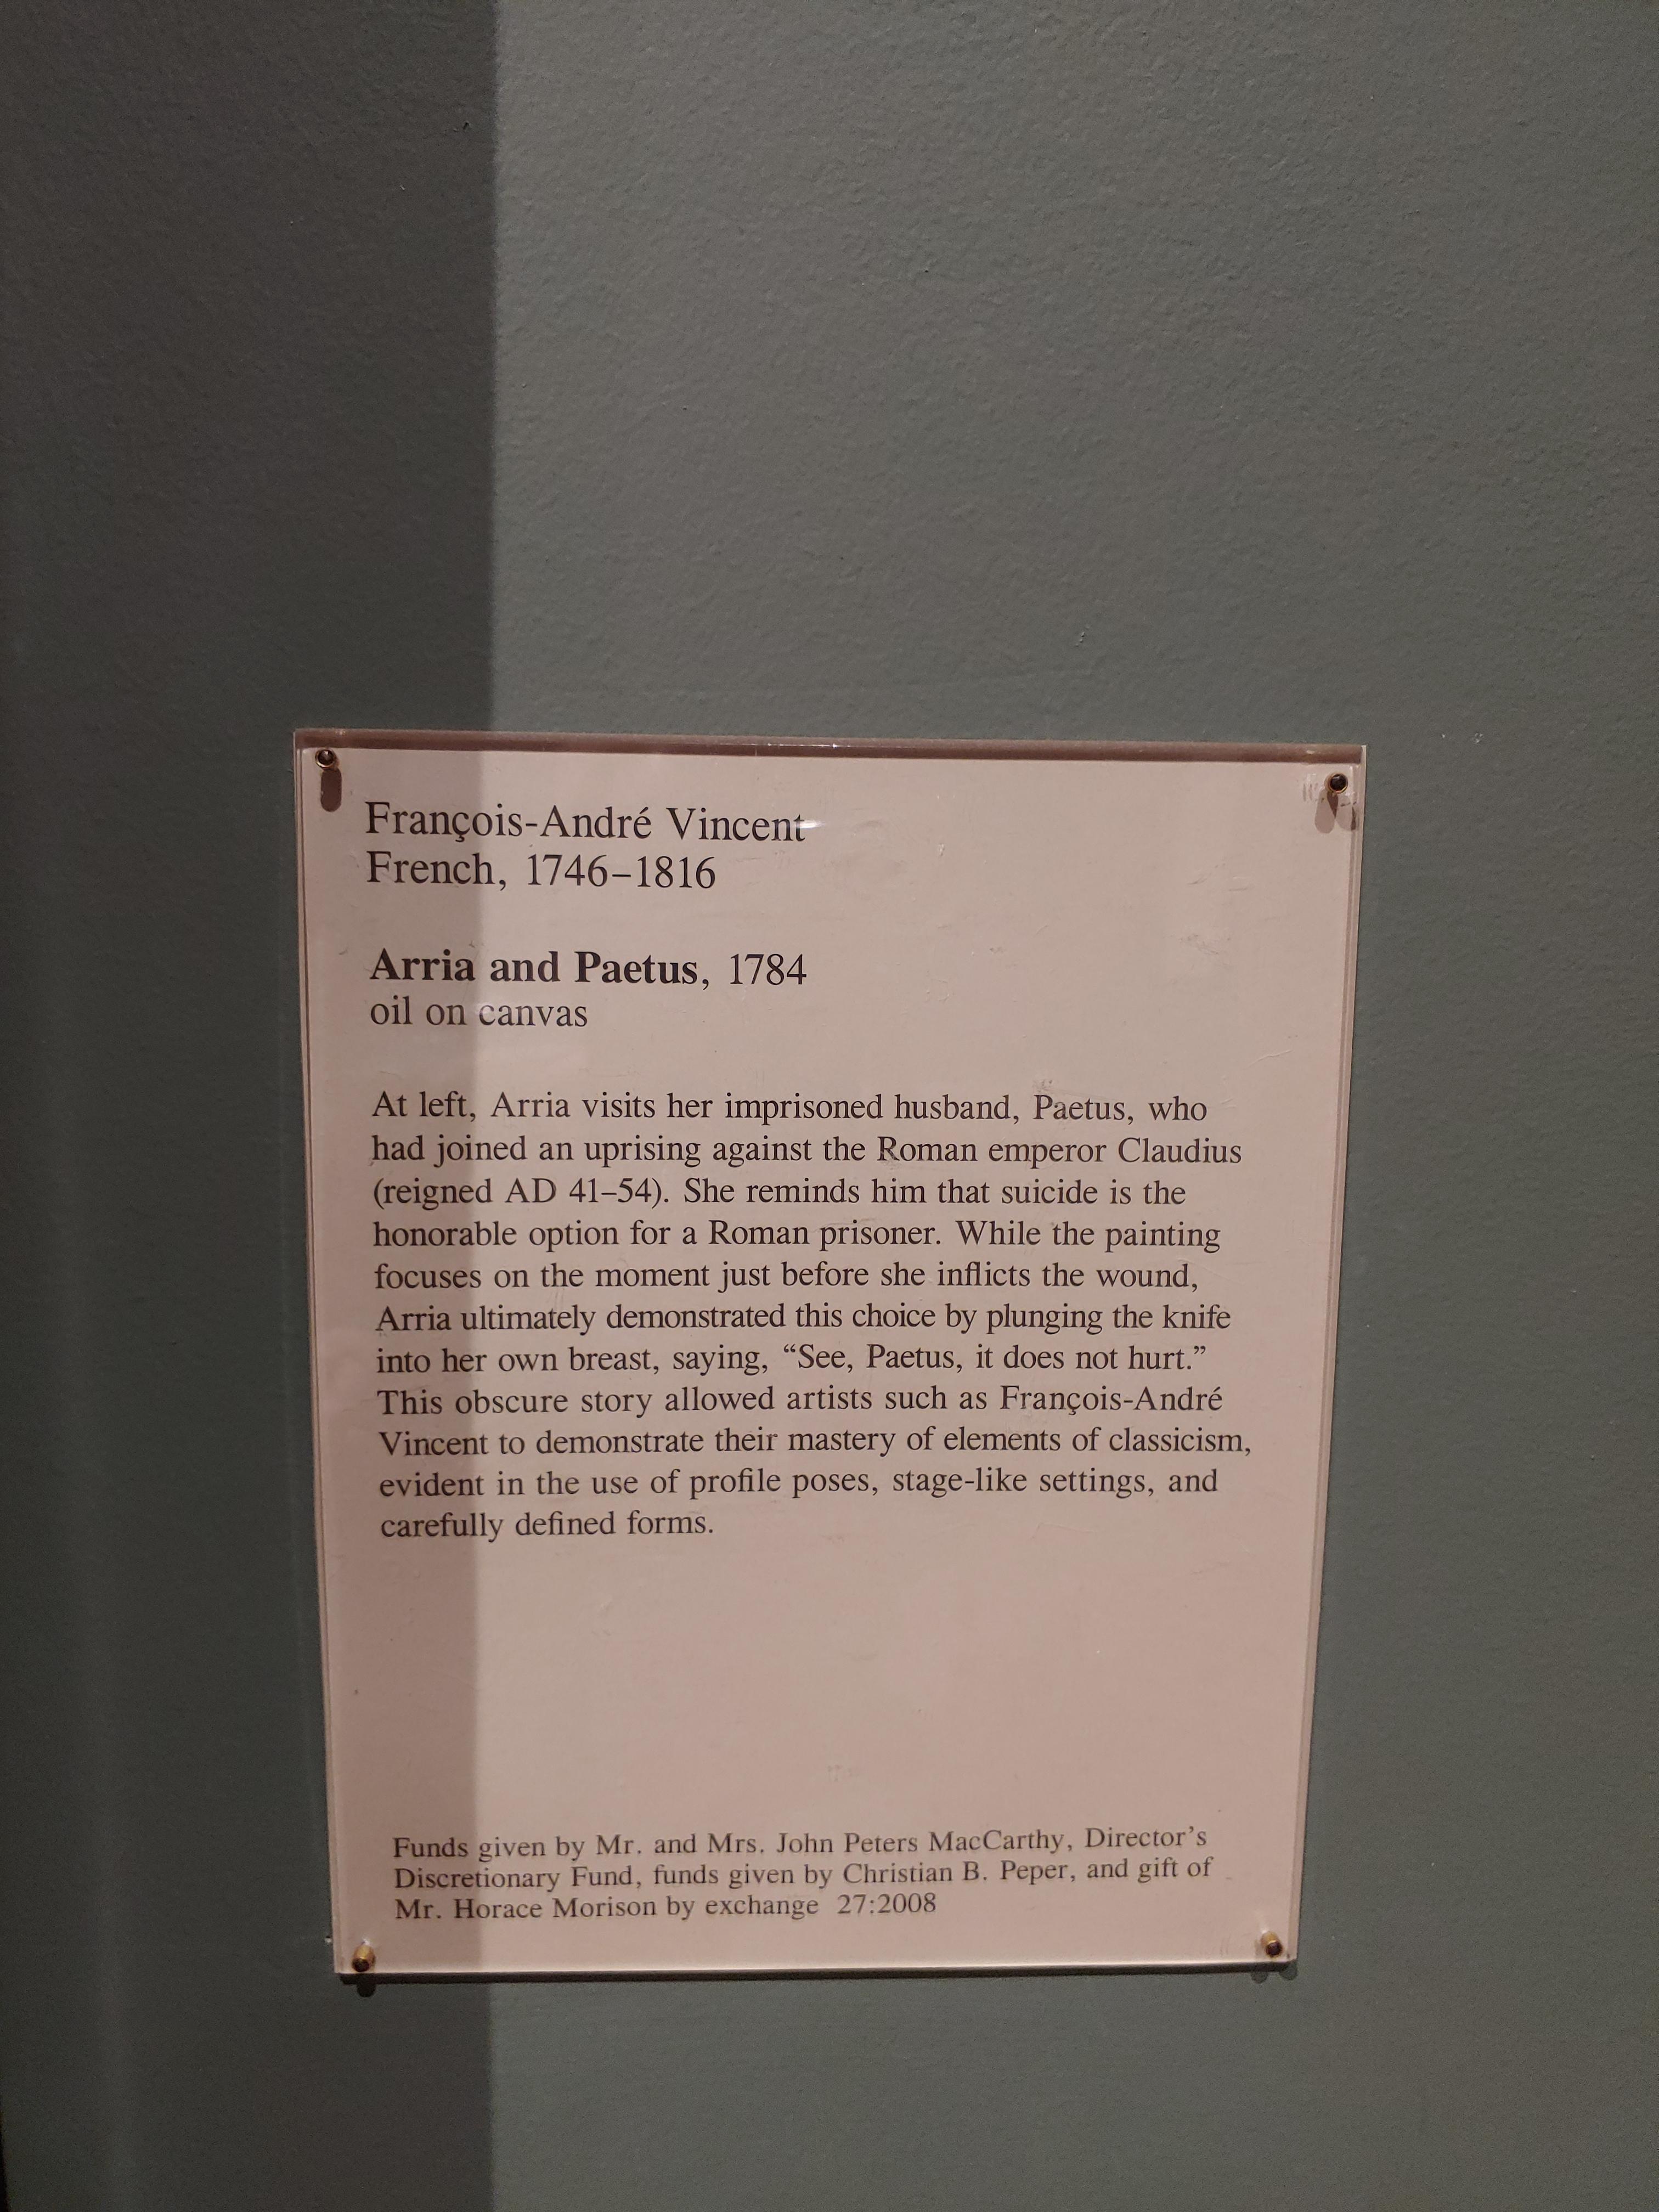 François-André Vincent
French, 1746–1816
Arria and Paetus, 1784
oil on canvas
At left, Arria visits her imprisoned husband, Paetus, who
had joined an uprising against the Roman emperor Claudius
(reigned AD 41–54). She reminds him that suicide is the
honorable option for a Roman prisoner. While the painting
focuses on the moment just before she inflicts the wound,
Arria ultimately demonstrated this choice by plunging the knife
into her own breast, saying, “See, Paetus, it does not hurt.”
This obscure story allowed artists such as François-André
Vincent to demonstrate their mastery of elements of classicism,
evident in the use of profile poses, stage-like settings, and
carefully defined forms.
Funds given by Mr. and Mrs. John Peters MacCarthy, Director’s
Discretionary Fund, funds given by Christian B. Peper, and gift of
Mr. Horace Morison by exchange 27:2008